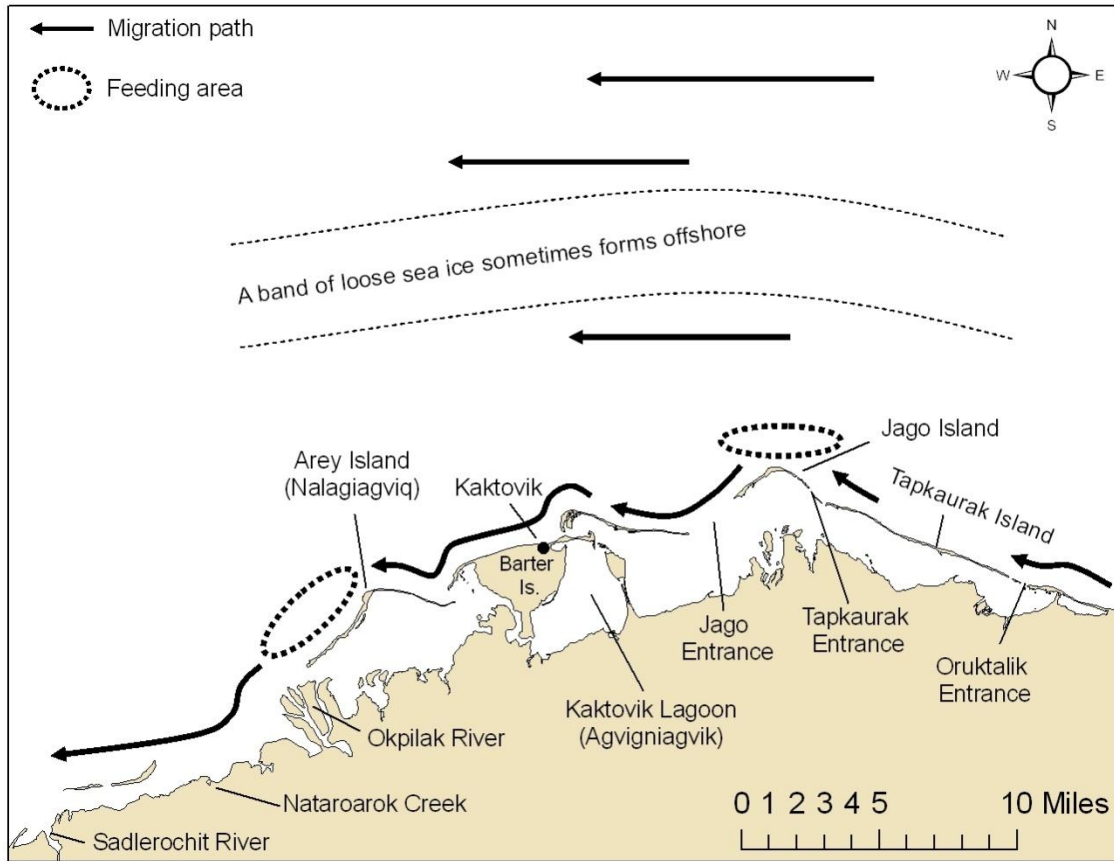 Migration path
Feeding area
N
W
E
S
A band of loose sea ice sometimes forms offshore
Jago Island
Arey Island
(Nalagiagviq)
Kaktovik
Tapkaurak Island
Barter
Is.
Jago
Entrance
Tapkaurak
Entrance
Oruktalik
Entrance
Kaktovik Lagoon
(Agvigniagvik)
Okpilak River
Nataroarok Creek
Sadlerochit River
0 1 2 3 4 5 10 Miles